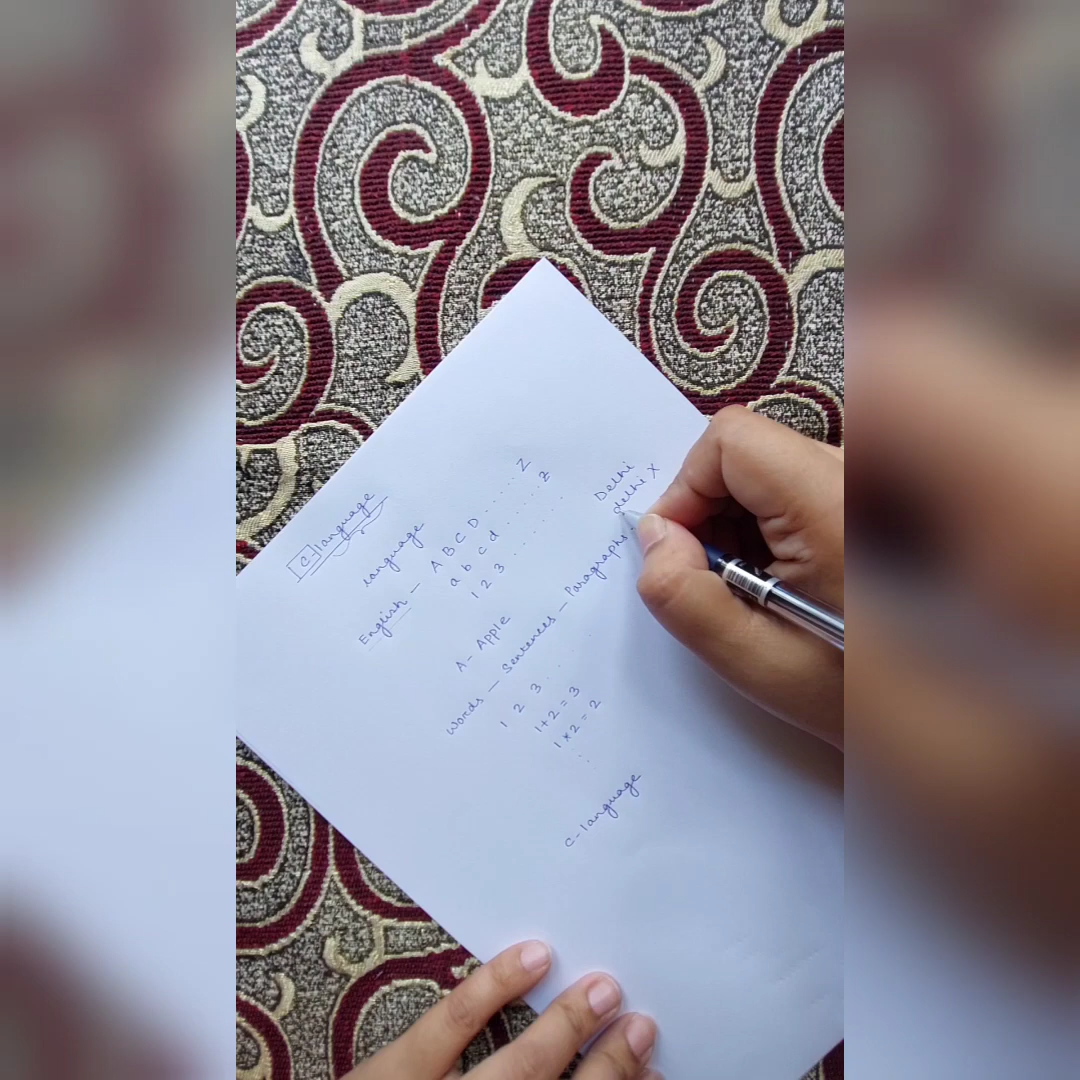 C language
Language
English - A B C D ...... Z
a b c d ...... z
1 2 3 ....
A - Apple
Words - Sentences - Paragraphs.
Delhi
delhi X
1 2 3 ....
1+2=3
1×2=2
C-language